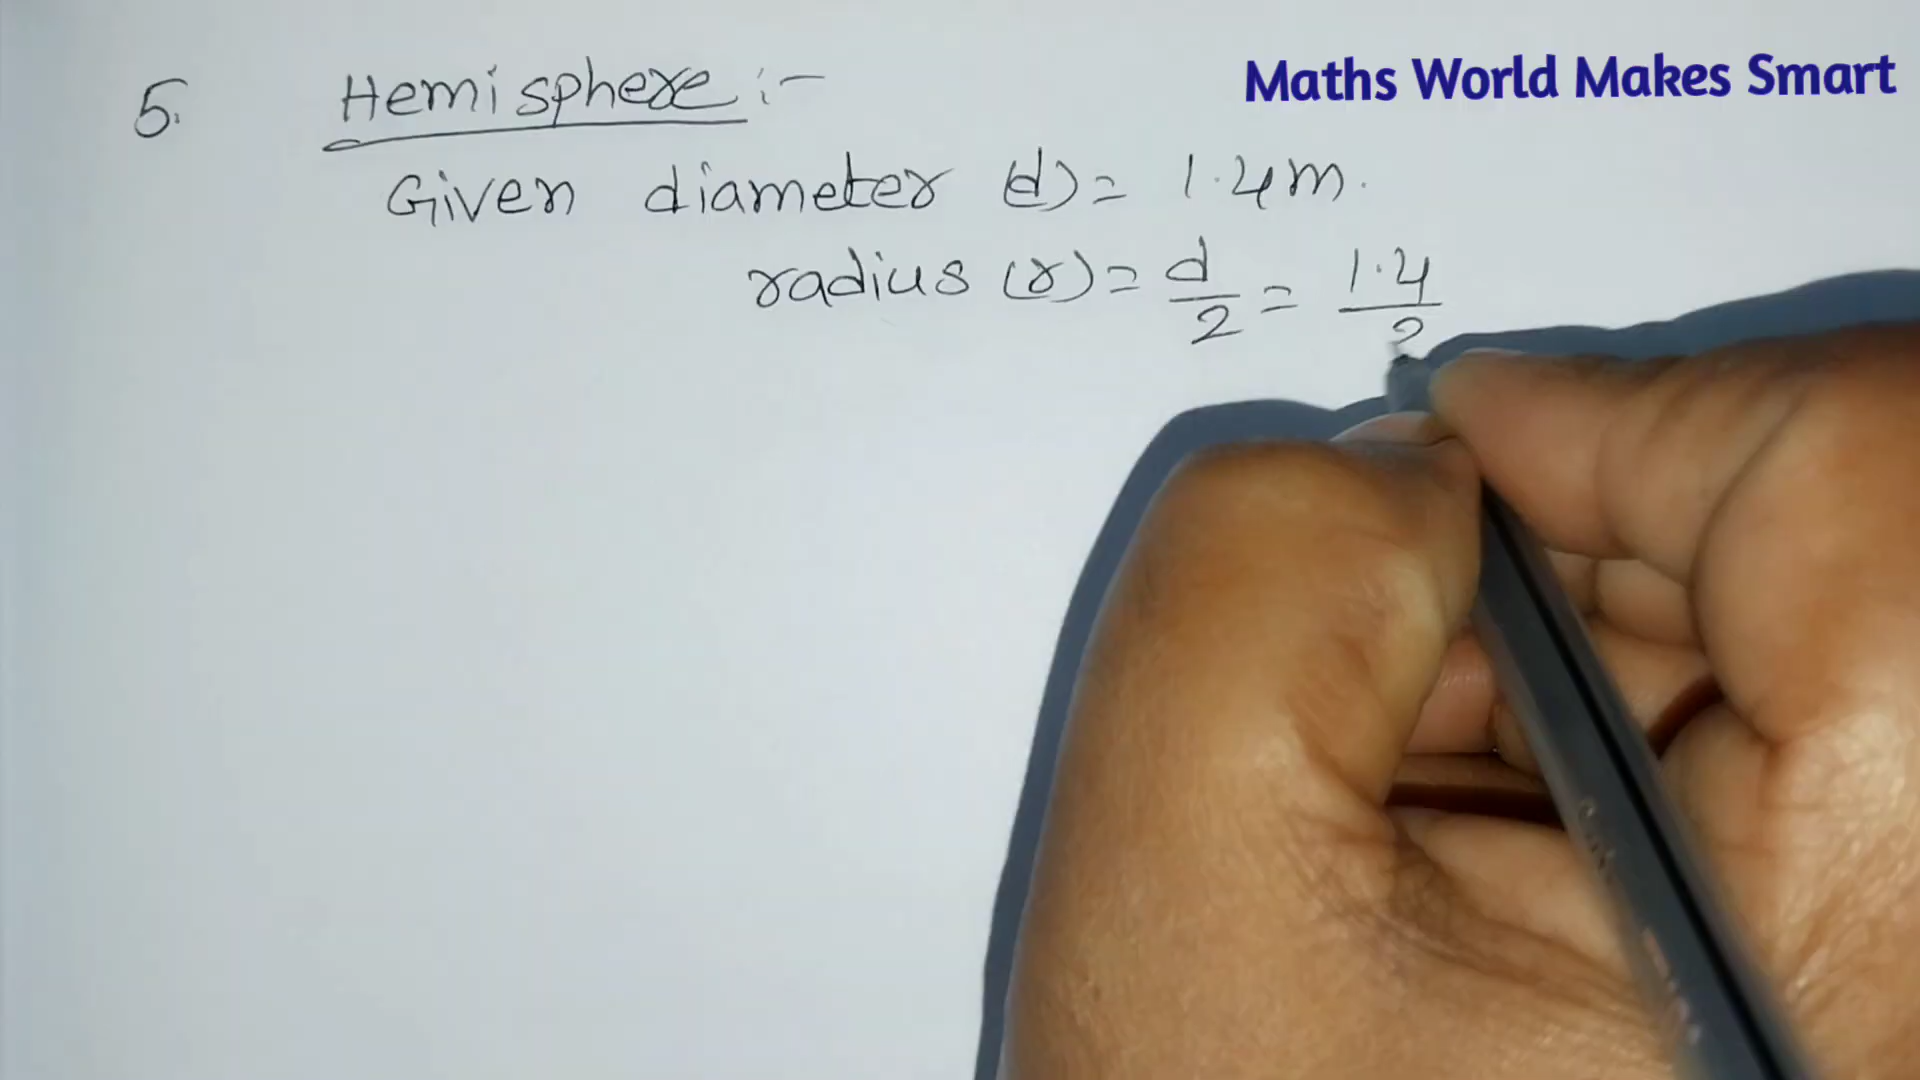 Maths World Makes Smart
5. Hemisphere :-
Given diameter (d) = 1.4m.
radius (r) = d/2 = 1.4/2